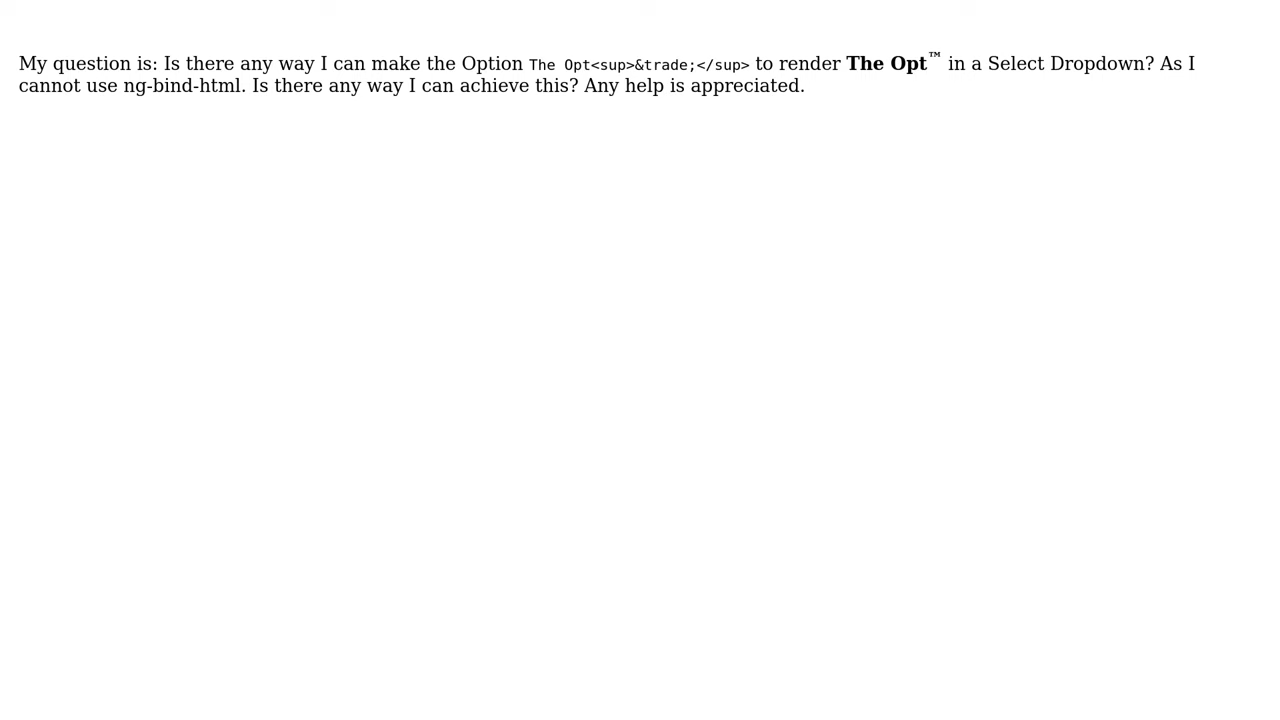 My question is: Is there any way I can make the Option The Opt<sup>&trade;</sup> to render The Opt™ in a Select Dropdown? As I
cannot use ng-bind-html. Is there any way I can achieve this? Any help is appreciated.